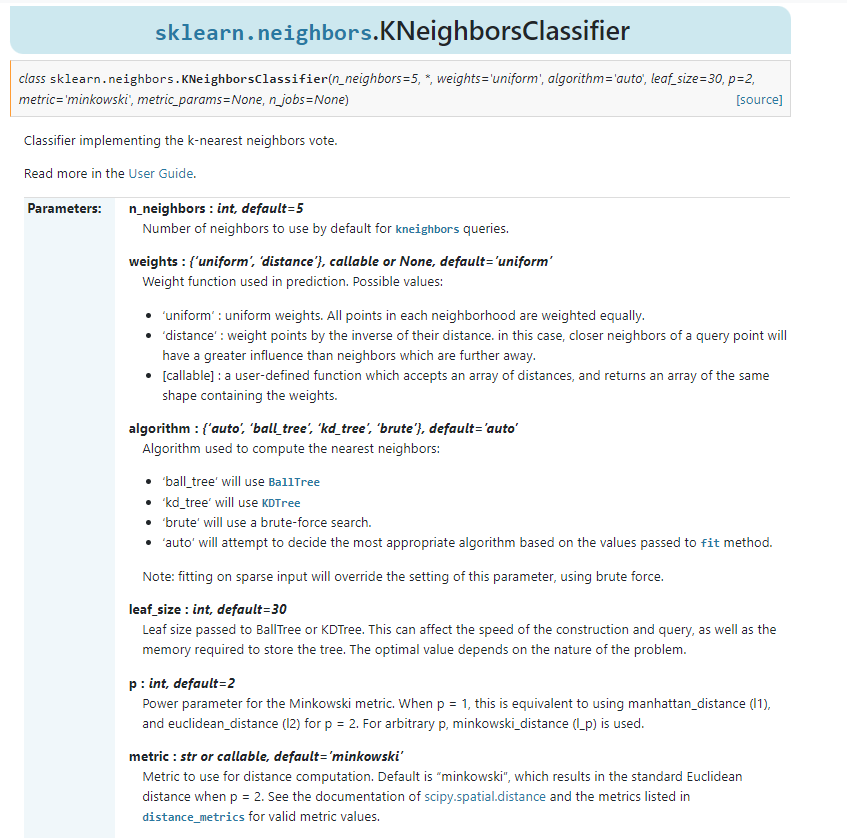 sklearn.neighbors.KNeighborsClassifier
class sklearn.neighbors.KNeighborsClassifier(n_neighbors=5, *, weights='uniform', algorithm='auto', leaf_size=30, p=2,
metric='minkowski', metric_params=None, n_jobs=None)
[source]
Classifier implementing the k-nearest neighbors vote.
Read more in the User Guide.
Parameters:
n_neighbors : int, default=5
Number of neighbors to use by default for kneighbors queries.
weights : {‘uniform’, ‘distance’}, callable or None, default=’uniform’
Weight function used in prediction. Possible values:
• ‘uniform’ : uniform weights. All points in each neighborhood are weighted equally.
• ‘distance’ : weight points by the inverse of their distance. in this case, closer neighbors of a query point will
have a greater influence than neighbors which are further away.
• [callable] : a user-defined function which accepts an array of distances, and returns an array of the same
shape containing the weights.
algorithm : {‘auto’, ‘ball_tree’, ‘kd_tree’, ‘brute’}, default=’auto’
Algorithm used to compute the nearest neighbors:
• ‘ball_tree’ will use BallTree
• ‘kd_tree’ will use KDTree
• ‘brute’ will use a brute-force search.
• ‘auto’ will attempt to decide the most appropriate algorithm based on the values passed to fit method.
Note: fitting on sparse input will override the setting of this parameter, using brute force.
leaf_size : int, default=30
Leaf size passed to BallTree or KDTree. This can affect the speed of the construction and query, as well as the
memory required to store the tree. The optimal value depends on the nature of the problem.
p : int, default=2
Power parameter for the Minkowski metric. When p = 1, this is equivalent to using manhattan_distance (l1),
and euclidean_distance (l2) for p = 2. For arbitrary p, minkowski_distance (l_p) is used.
metric : str or callable, default=’minkowski’
Metric to use for distance computation. Default is “minkowski”, which results in the standard Euclidean
distance when p = 2. See the documentation of scipy.spatial.distance and the metrics listed in
distance_metrics for valid metric values.